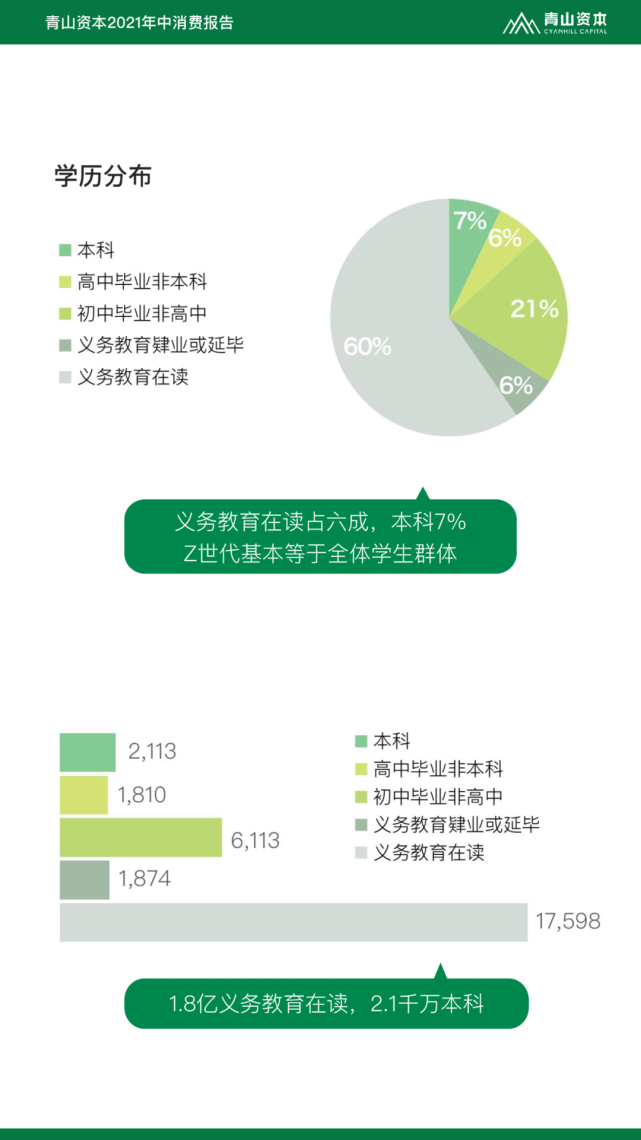 青山资本2021年中消费报告
青山资本
CYANHILL CAPITAL
学历分布
本科
高中毕业非本科
初中毕业非高中
义务教育肄业或延毕
义务教育在读
7%
6%
21%
6%
60%
义务教育在读占六成，本科7%
Z世代基本等于全体学生群体
2,113
1,810
6,113
1,874
17,598
本科
高中毕业非本科
初中毕业非高中
义务教育肄业或延毕
义务教育在读
1.8亿义务教育在读，2.1千万本科